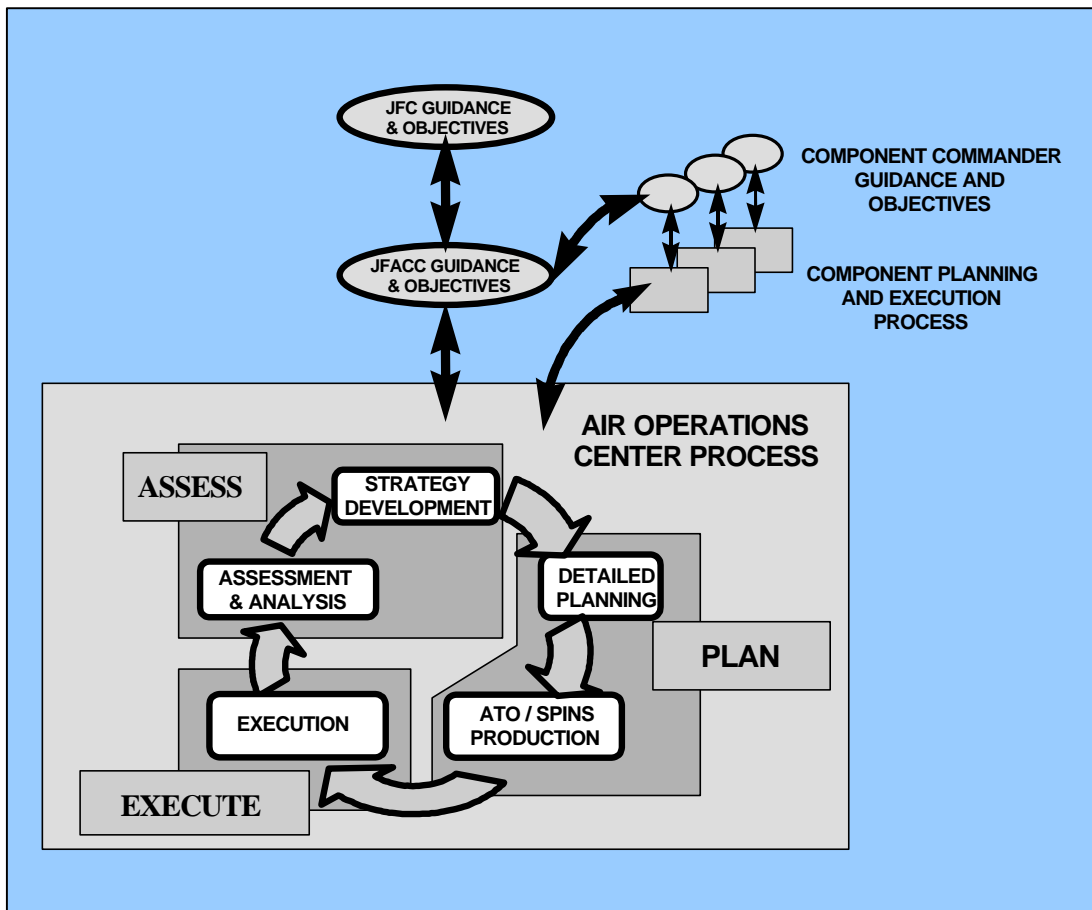 JFC GUIDANCE
& OBJECTIVES
COMPONENT COMMANDER
GUIDANCE AND
OBJECTIVES
JFACC GUIDANCE
& OBJECTIVES
COMPONENT PLANNING
AND EXECUTION
PROCESS
AIR OPERATIONS
CENTER PROCESS
ASSESS
STRATEGY
DEVELOPMENT
ASSESSMENT
& ANALYSIS
DETAILED
PLANNING
PLAN
EXECUTION
ATO / SPINS
PRODUCTION
EXECUTE